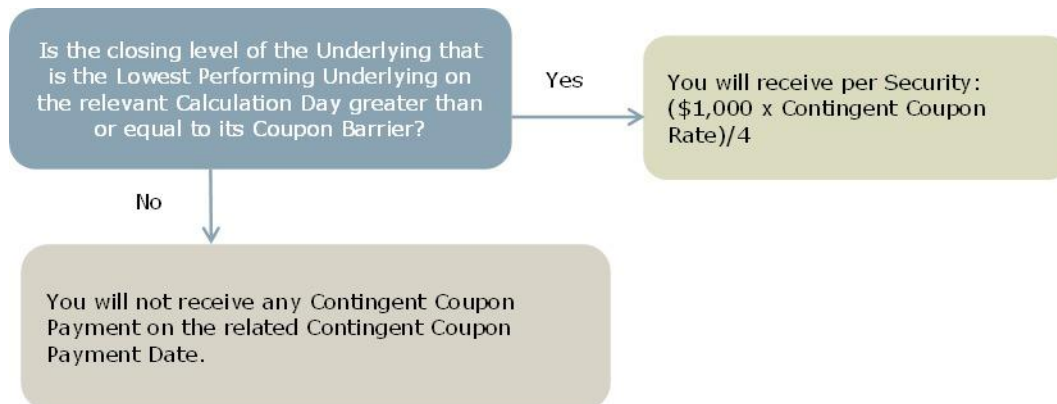 Is the closing level of the Underlying that
is the Lowest Performing Underlying on
the relevant Calculation Day greater than
or equal to its Coupon Barrier?
Yes
You will receive per Security:
($1,000 x Contingent Coupon
Rate)/4
No
You will not receive any Contingent Coupon
Payment on the related Contingent Coupon
Payment Date.